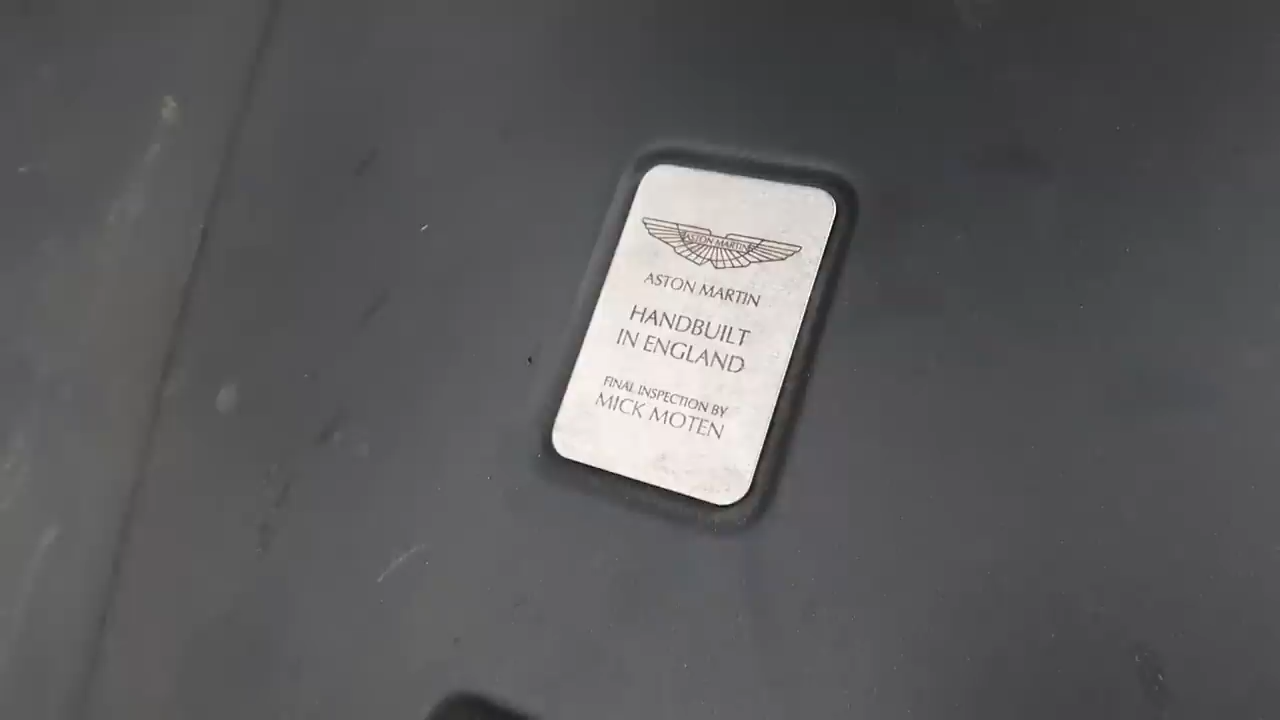 ASTON MARTIN
ASTON MARTIN
HANDBUILT
IN ENGLAND
FINAL INSPECTION BY
MICK MOTEN